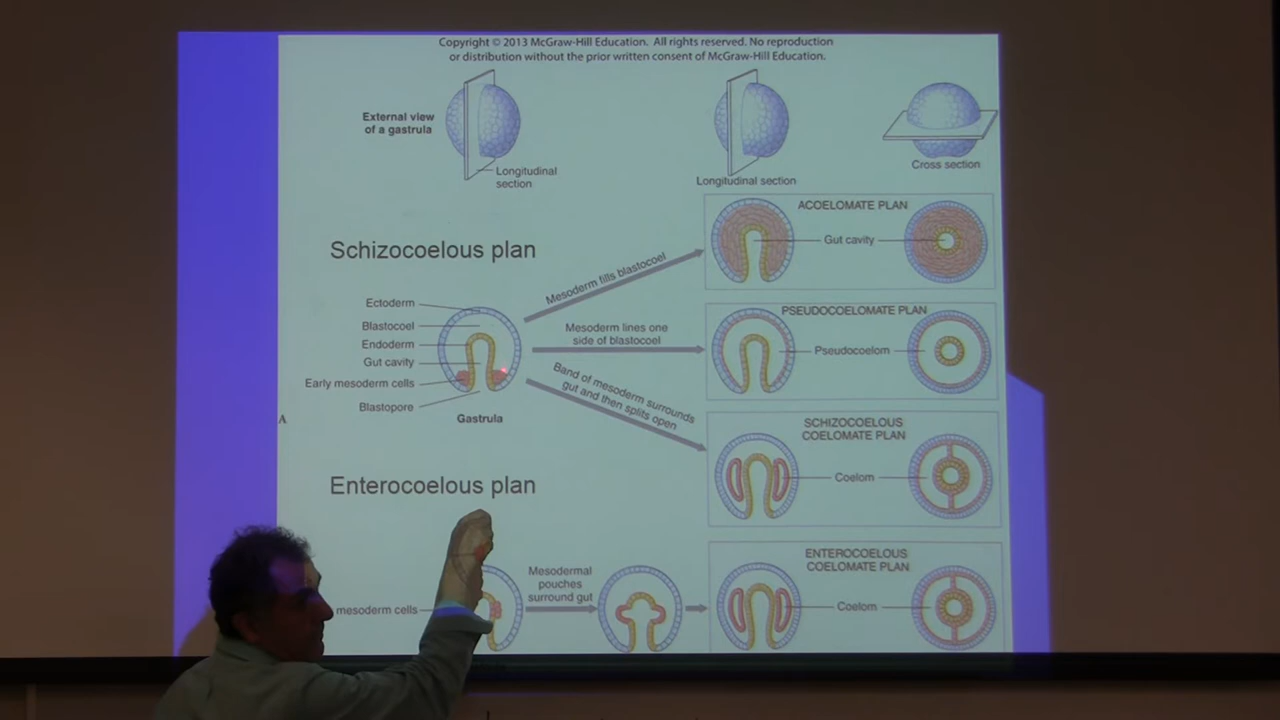 Copyright © 2013 McGraw-Hill Education. All rights reserved. No reproduction
or distribution without the prior written consent of McGraw-Hill Education.
External view
of a gastrula
Longitudinal
section
Longitudinal section
Cross section
Schizocoelous plan
Ectoderm
Blastocoel
Endoderm
Gut cavity
Early mesoderm cells
Blastopore
Gastrula
A
Mesoderm fills blastocoel
Mesoderm lines one
side of blastocoel
Band of mesoderm surrounds
gut and then splits open
ACOELOMATE PLAN
Gut cavity
PSEUDOCOELOMATE PLAN
Pseudocoelom
SCHIZOCOELOUS
COELOMATE PLAN
Coelom
Enterocoelous plan
mesoderm cells
Mesodermal
pouches
surround gut
ENTEROCOELOUS
COELOMATE PLAN
Coelom